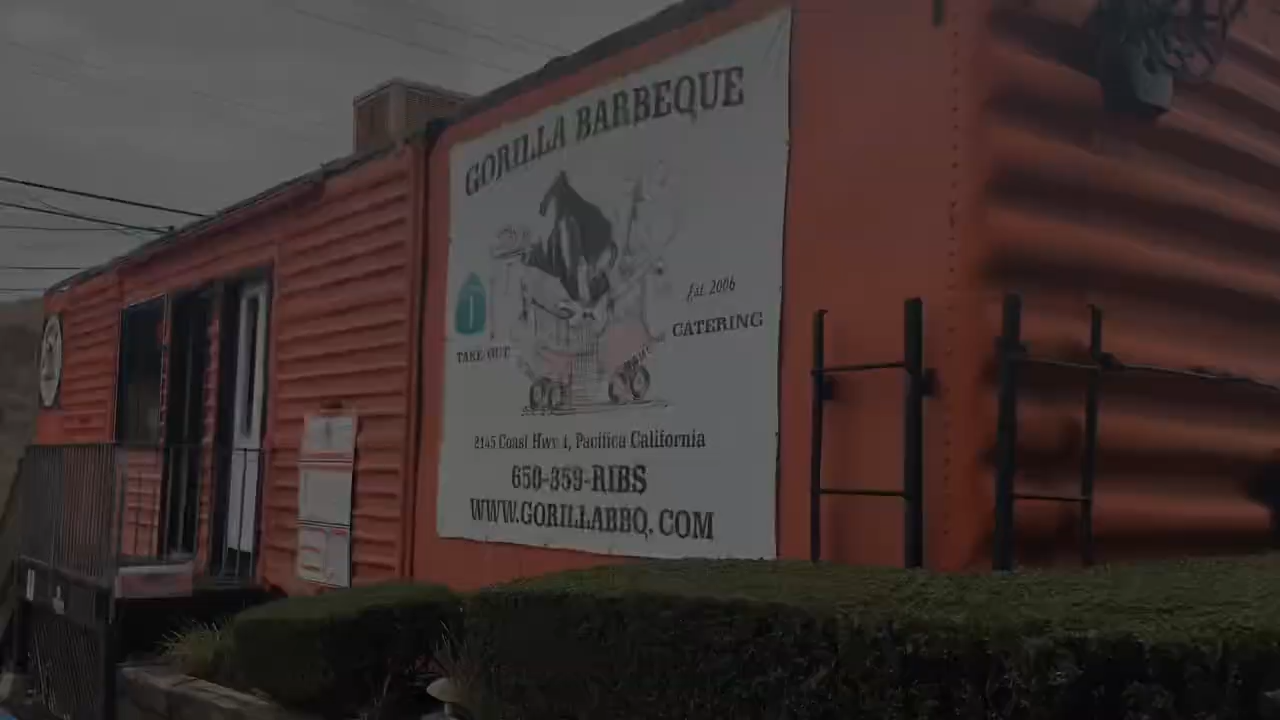 GORILLA BARBEQUE
1
Est. 2006
TAKE OUT
CATERING
2145 Coast Hwy 1, Pacifica California
650-359-RIBS
WWW.GORILLABBQ.COM